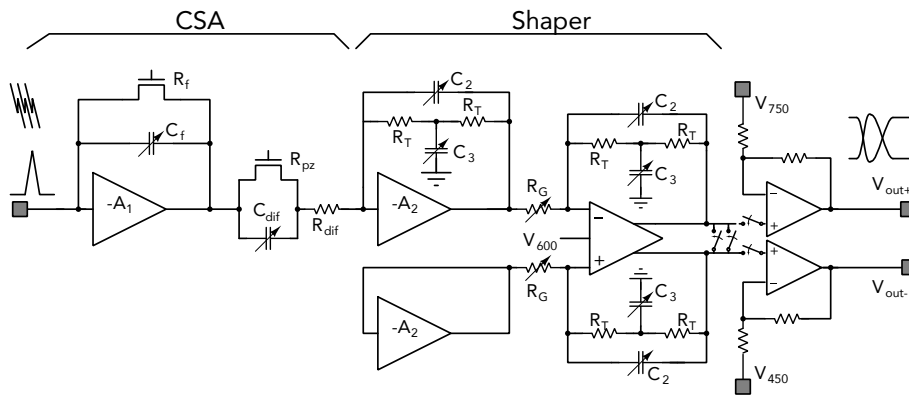 CSA
Shaper
R_f
C_f
-A_1
R_pz
C_dif
R_dif
C_2
R_T
R_T
C_3
-A_2
-A_2
R_G
V_600
R_G
C_2
R_T
R_T
C_3
−
+
C_3
R_T
R_T
C_2
V_750
−
+
V_out+
+
−
V_out-
V_450